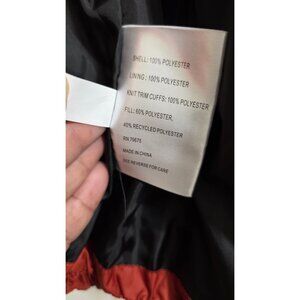 SHELL: 100% POLYESTER
LINING: 100% POLYESTER
KNIT TRIM CUFFS: 100% POLYESTER
FILL: 60% POLYESTER,
40% RECYCLED POLYESTER
RN 79675
MADE IN CHINA
SEE REVERSE FOR CARE